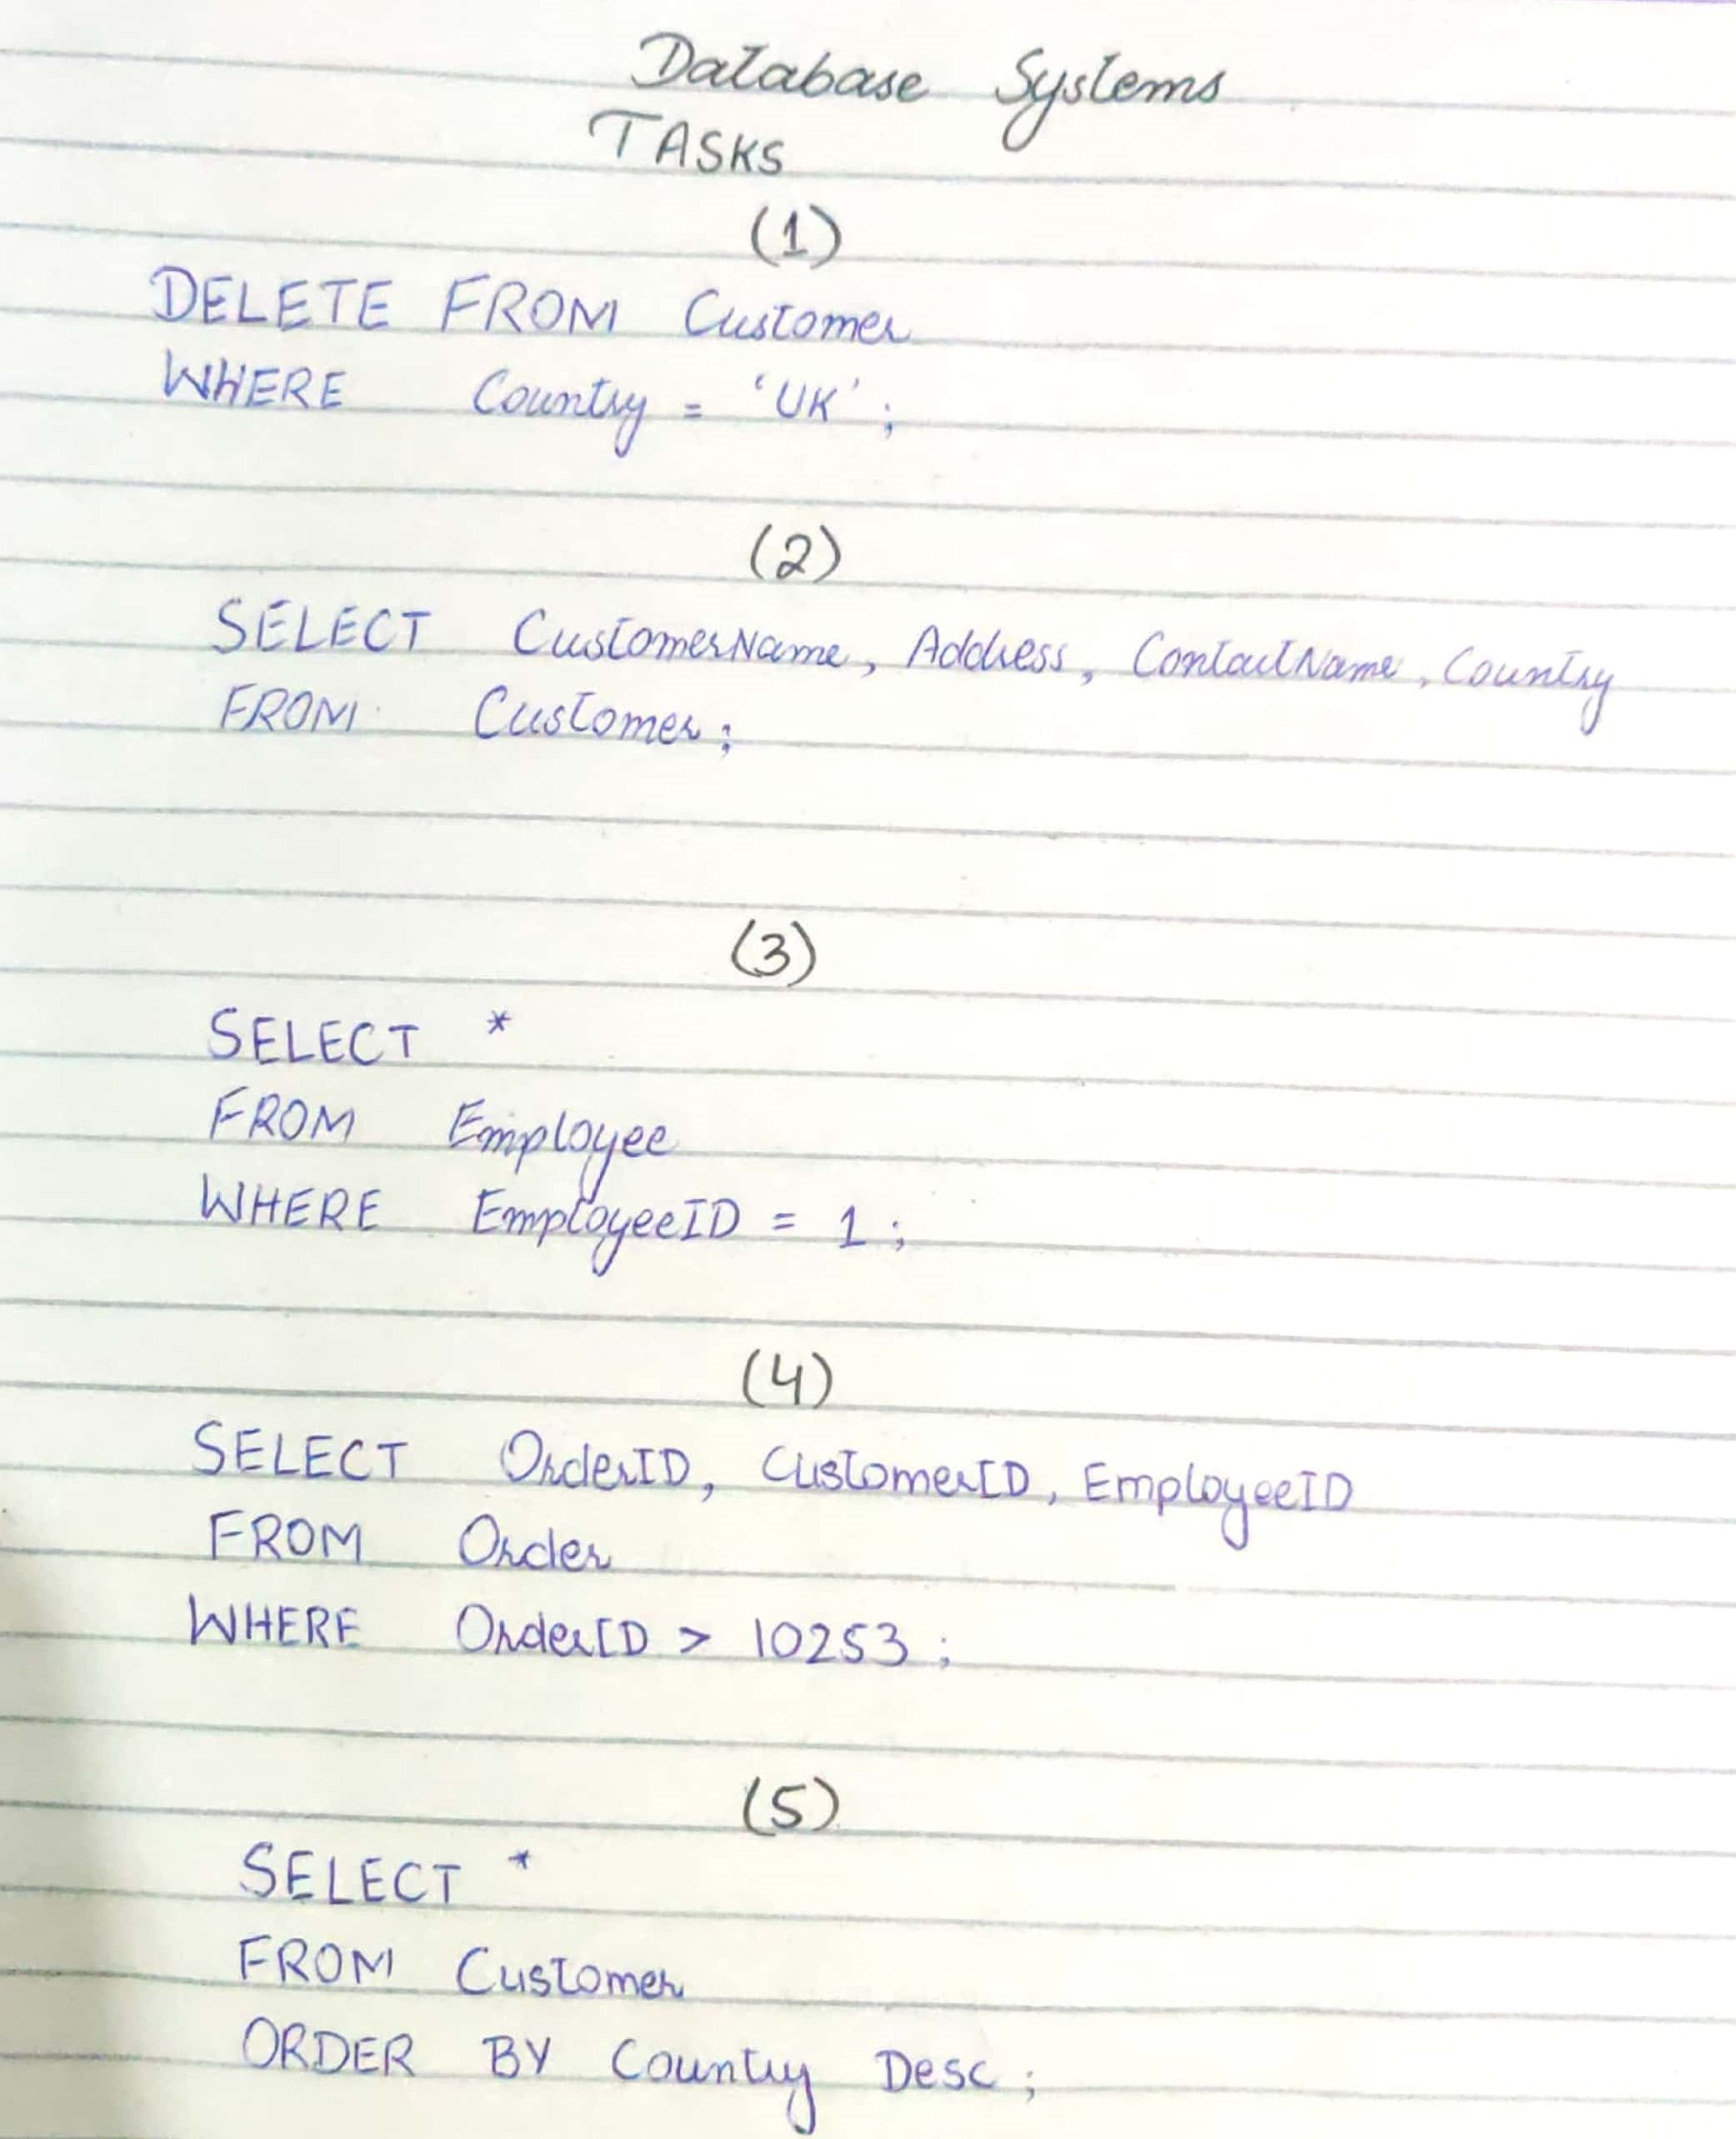 Database Systems
TASKS
(1)
DELETE FROM Customer
WHERE Country = 'UK' ;
(2)
SELECT CustomerName, Address, ContactName, Country
FROM Customer;
(3)
SELECT *
FROM Employee
WHERE EmployeeID = 1 ;
(4)
SELECT OrderID, CustomerID, EmployeeID
FROM Order
WHERE OrderID > 10253 ;
(5)
SELECT *
FROM Customer
ORDER BY Country Desc ;